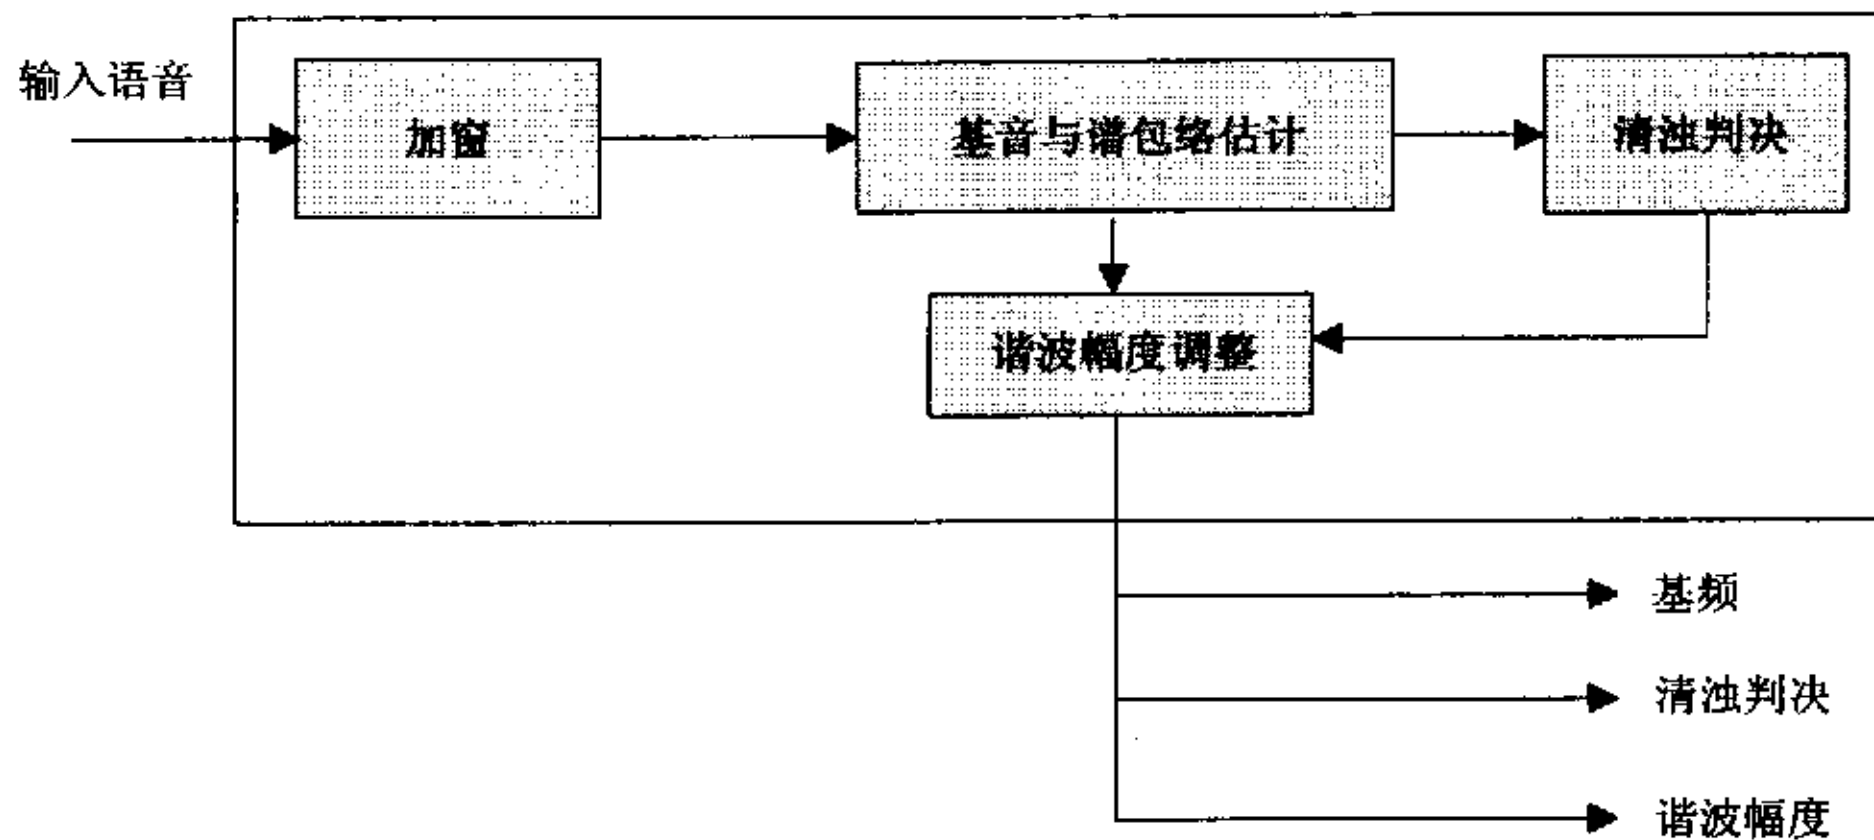 输入语音
加窗
基音与谱包络估计
清浊判决
谐波幅度调整
基频
清浊判决
谐波幅度